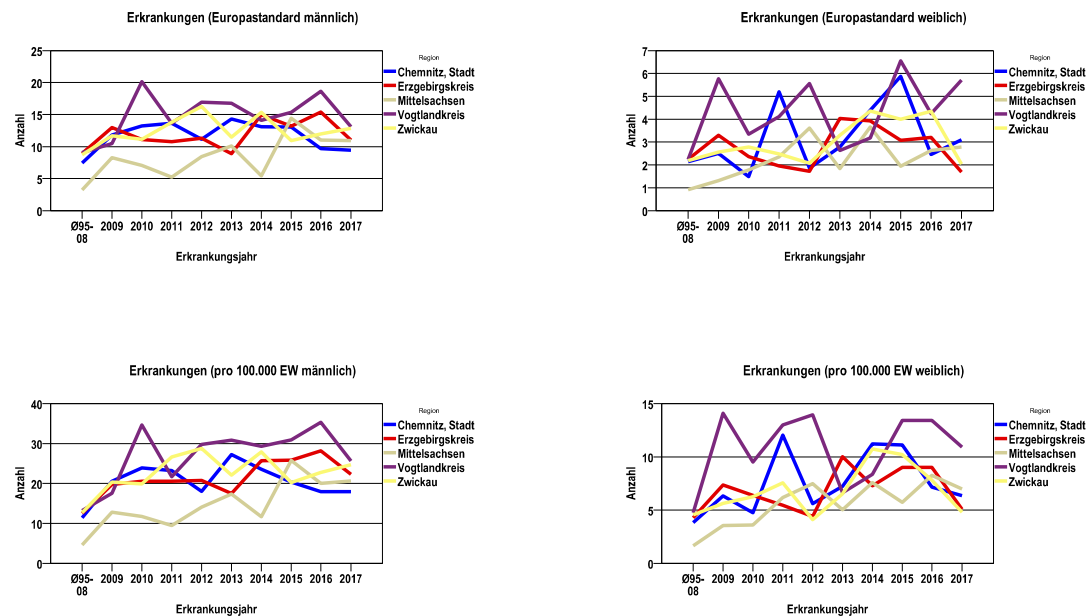 Erkrankungen (Europastandard männlich)
25
20
15
10
5
0
Anzahl
Ø95-08 2009 2010 2011 2012 2013 2014 2015 2016 2017
Erkrankungsjahr
Region
Chemnitz, Stadt
Erzgebirgskreis
Mittelsachsen
Vogtlandkreis
Zwickau
Erkrankungen (Europastandard weiblich)
7
6
5
4
3
2
1
0
Anzahl
Ø95-08 2009 2010 2011 2012 2013 2014 2015 2016 2017
Erkrankungsjahr
Region
Chemnitz, Stadt
Erzgebirgskreis
Mittelsachsen
Vogtlandkreis
Zwickau
Erkrankungen (pro 100.000 EW männlich)
40
30
20
10
0
Anzahl
Ø95-08 2009 2010 2011 2012 2013 2014 2015 2016 2017
Erkrankungsjahr
Region
Chemnitz, Stadt
Erzgebirgskreis
Mittelsachsen
Vogtlandkreis
Zwickau
Erkrankungen (pro 100.000 EW weiblich)
15
10
5
0
Anzahl
Ø95-08 2009 2010 2011 2012 2013 2014 2015 2016 2017
Erkrankungsjahr
Region
Chemnitz, Stadt
Erzgebirgskreis
Mittelsachsen
Vogtlandkreis
Zwickau